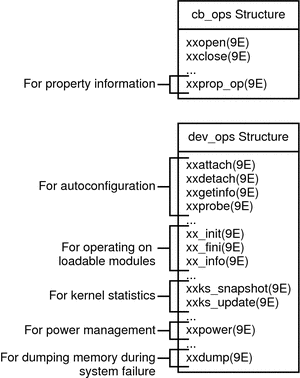 cb_ops Structure
xxopen(9E)
xxclose(9E)
...
For property information
xxprop_op(9E)
dev_ops Structure
xxattach(9E)
xxdetach(9E)
For autoconfiguration
xxgetinfo(9E)
xxprobe(9E)
...
xx_init(9E)
For operating on
loadable modules
xx_fini(9E)
xx_info(9E)
...
For kernel statistics
xxks_snapshot(9E)
xxks_update(9E)
...
For power management
xxpower(9E)
...
For dumping memory during
system failure
xxdump(9E)